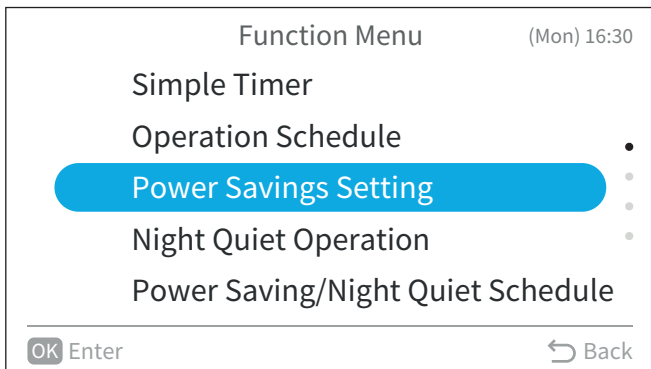 Function Menu (Mon) 16:30
Simple Timer
Operation Schedule
Power Savings Setting
Night Quiet Operation
Power Saving/Night Quiet Schedule
OK Enter Back